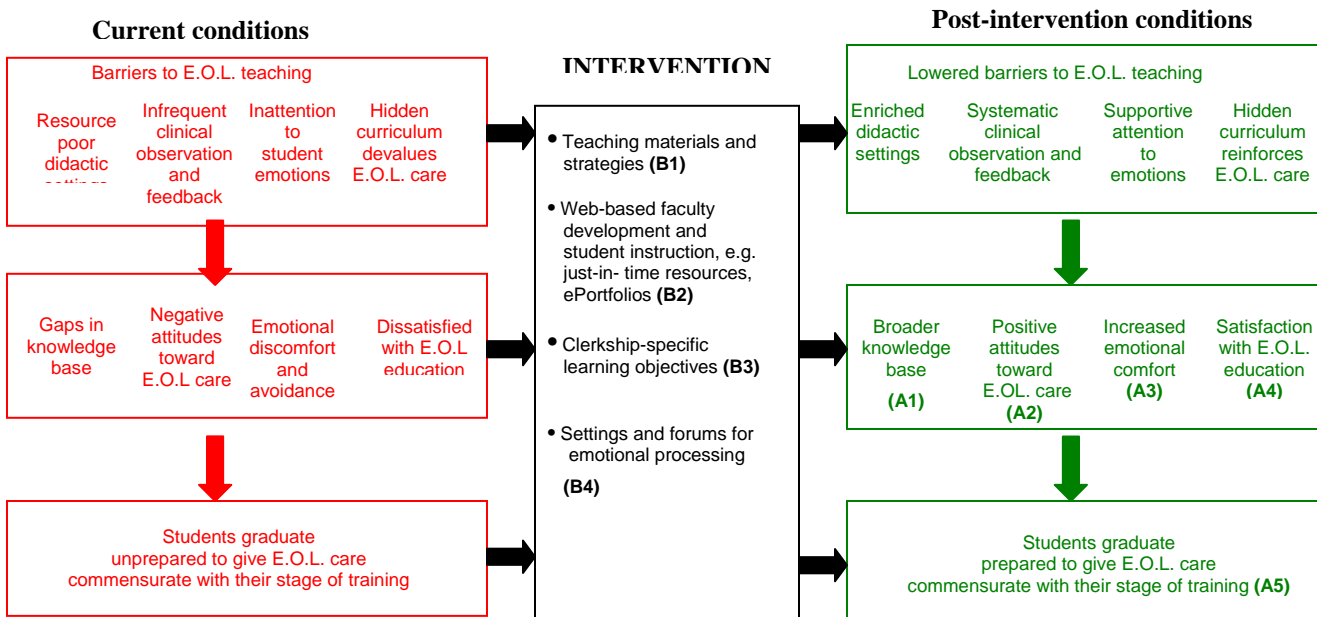 Current conditions
Barriers to E.O.L. teaching
Resource
poor
didactic
settings
Infrequent
clinical
observation
and
feedback
Inattention
to
student
emotions
Hidden
curriculum
devalues
E.O.L. care
Gaps in
knowledge
base
Negative
attitudes
toward
E.O.L care
Emotional
discomfort
and
avoidance
Dissatisfied
with E.O.L
education
Students graduate
unprepared to give E.O.L. care
commensurate with their stage of training
INTERVENTION
• Teaching materials and
strategies (B1)
• Web-based faculty
development and
student instruction, e.g.
just-in- time resources,
ePortfolios (B2)
• Clerkship-specific
learning objectives (B3)
• Settings and forums for
emotional processing
(B4)
Post-intervention conditions
Lowered barriers to E.O.L. teaching
Enriched
didactic
settings
Systematic
clinical
observation and
feedback
Supportive
attention
to
emotions
Hidden
curriculum
reinforces
E.O.L. care
Broader
knowledge
base
(A1)
Positive
attitudes
toward
E.OL. care
(A2)
Increased
emotional
comfort
(A3)
Satisfaction
with E.O.L.
education
(A4)
Students graduate
prepared to give E.O.L. care
commensurate with their stage of training (A5)